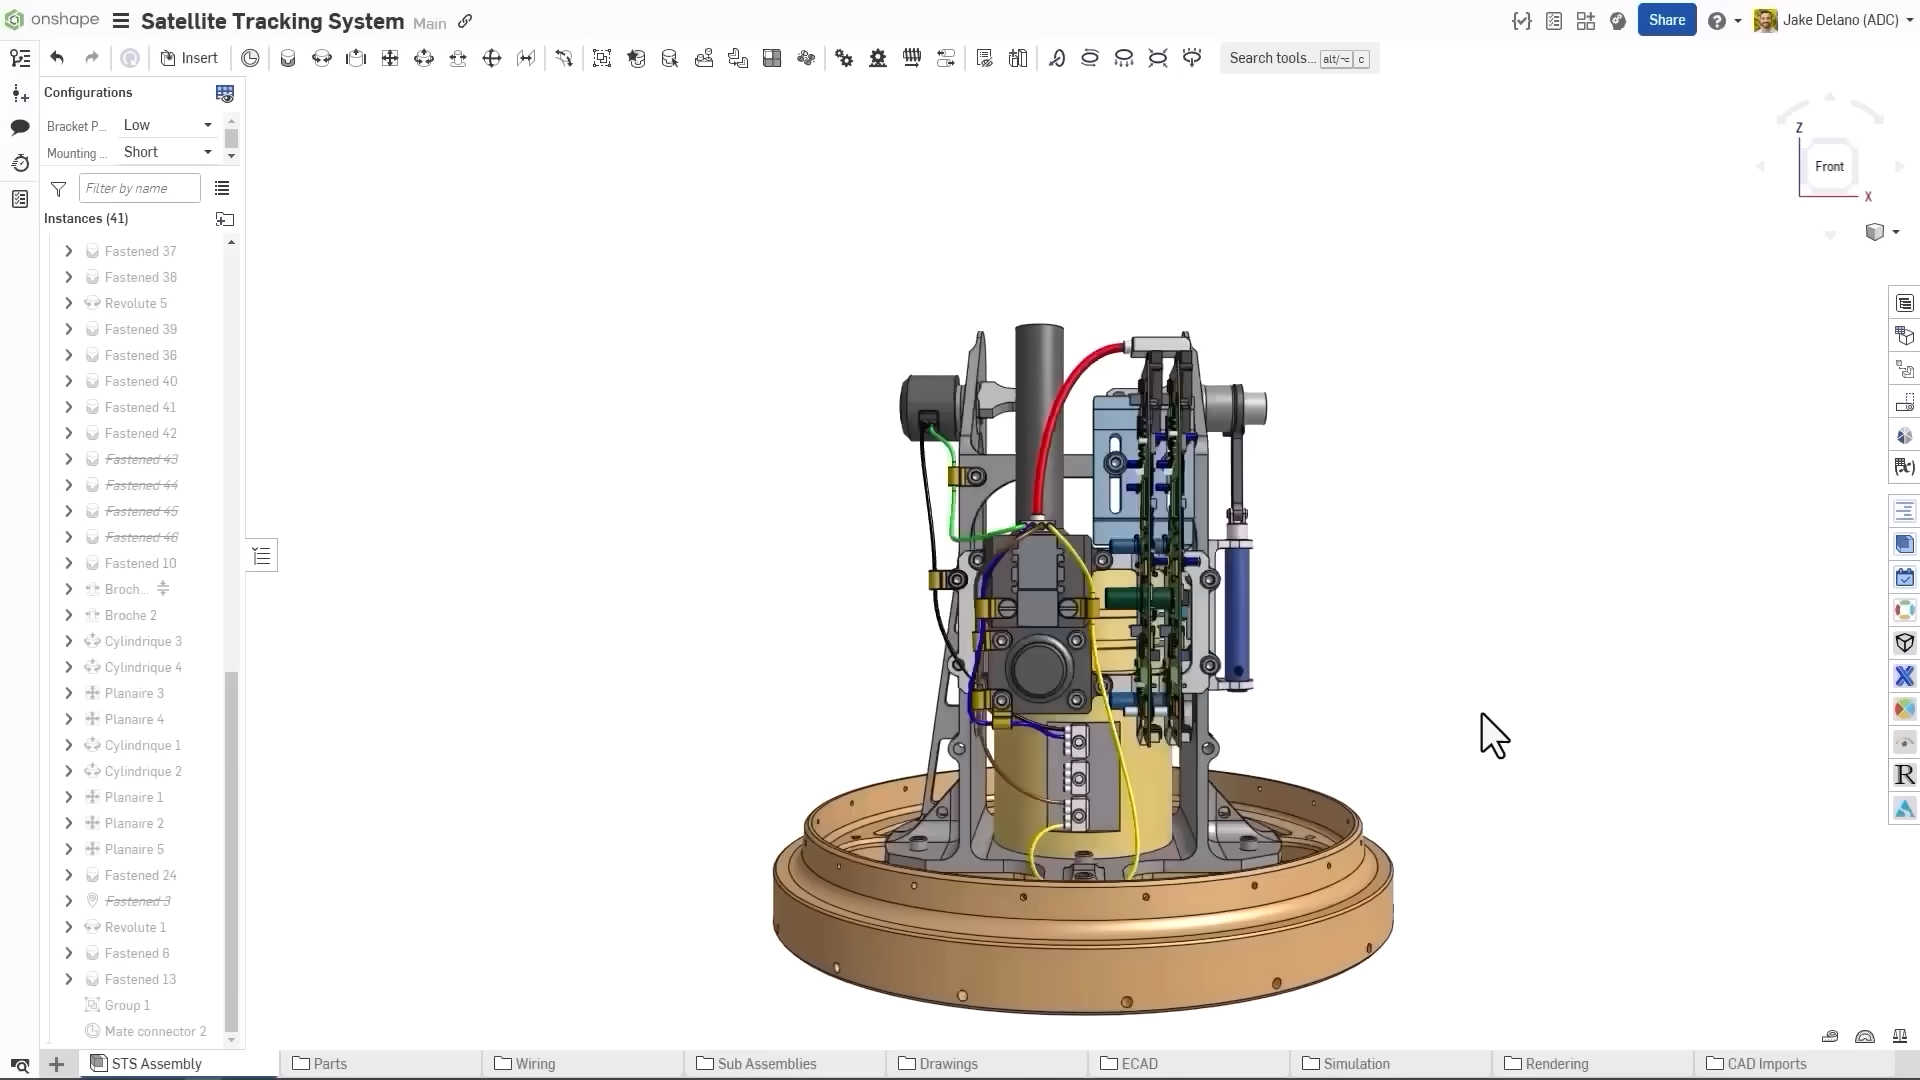 onshape Satellite Tracking System Main Share Jake Delano (ADC)
Insert Search tools... alt/⌥ c
Configurations
Bracket P... Low
Mounting ... Short
Filter by name
Instances (41)
Fastened 37
Fastened 38
Revolute 5
Fastened 39
Fastened 36
Fastened 40
Fastened 41
Fastened 42
Fastened 43
Fastened 44
Fastened 45
Fastened 46
Fastened 10
Broch...
Broche 2
Cylindrique 3
Cylindrique 4
Planaire 3
Planaire 4
Cylindrique 1
Cylindrique 2
Planaire 1
Planaire 2
Planaire 5
Fastened 24
Fastened 3
Revolute 1
Fastened 6
Fastened 13
Group 1
Mate connector 2
Z
Front
X
(x)
R
STS Assembly Parts Wiring Sub Assemblies Drawings ECAD Simulation Rendering CAD Imports